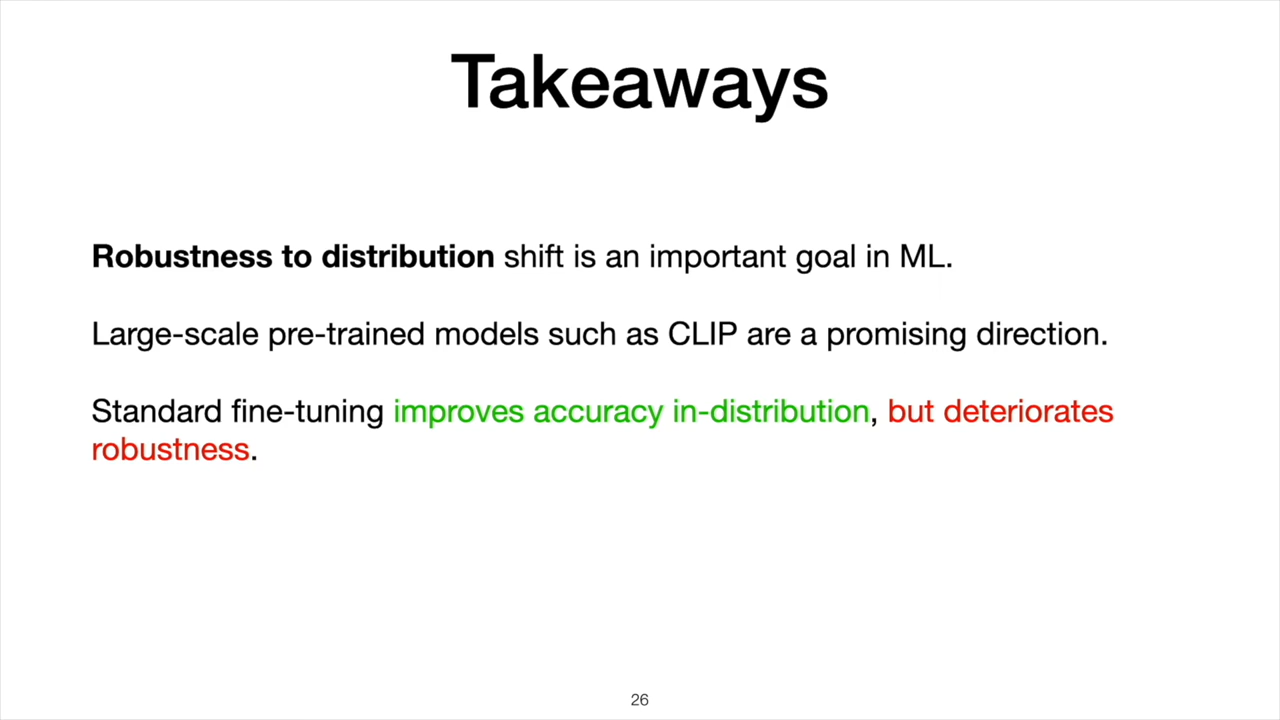 Takeaways
Robustness to distribution shift is an important goal in ML.
Large-scale pre-trained models such as CLIP are a promising direction.
Standard fine-tuning improves accuracy in-distribution, but deteriorates
robustness.
26